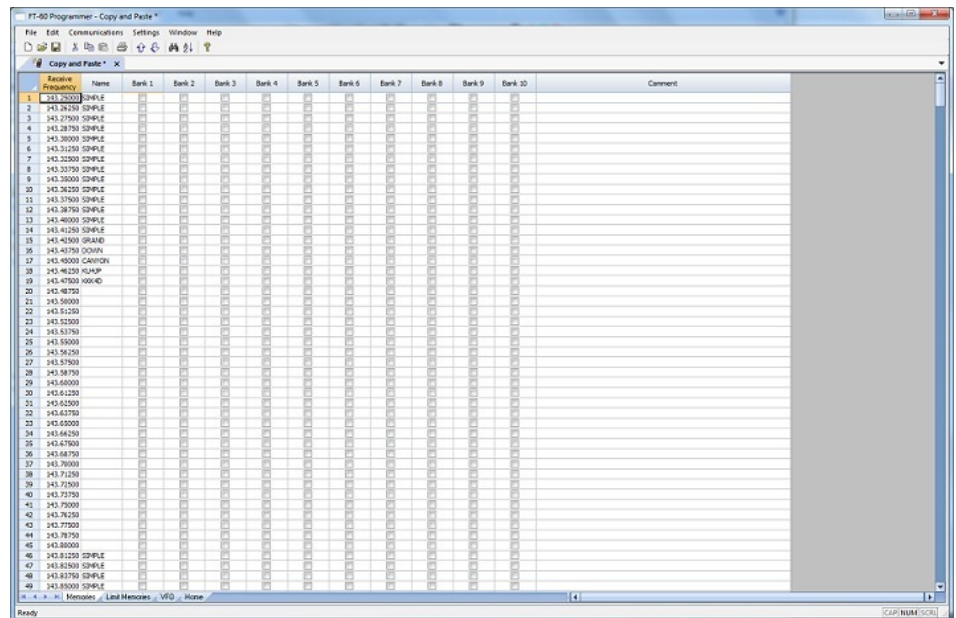 FT-60 Programmer - Copy and Paste *
File Edit Communications Settings Window Help
Copy and Paste * x
Receive Frequency Name Bank 1 Bank 2 Bank 3 Bank 4 Bank 5 Bank 6 Bank 7 Bank 8 Bank 9 Bank 10 Comment
1 143.25000 SIMPLE
2 143.26250 SIMPLE
3 143.27500 SIMPLE
4 143.28750 SIMPLE
5 143.30000 SIMPLE
6 143.31250 SIMPLE
7 143.32500 SIMPLE
8 143.33750 SIMPLE
9 143.35000 SIMPLE
10 143.36250 SIMPLE
11 143.37500 SIMPLE
12 143.38750 SIMPLE
13 143.40000 SIMPLE
14 143.41250 SIMPLE
15 143.42500 GRAND
16 143.43750 DOWN
17 143.45000 CANYON
18 143.46250
19 143.47500
20 143.48750
21 143.50000
22 143.51250
23 143.52500
24 143.53750
25 143.55000
26 143.56250
27 143.57500
28 143.58750
29 143.60000
30 143.61250
31 143.62500
32 143.63750
33 143.65000
34 143.66250
35 143.67500
36 143.68750
37 143.70000
38 143.71250
39 143.72500
40 143.73750
41 143.75000
42 143.76250
43 143.77500
44 143.78750
45 143.80000
46 143.81250 SIMPLE
47 143.82500 SIMPLE
48 143.83750 SIMPLE
49 143.85000 SIMPLE
Memories Limit Memories VFO Home
Ready CAP NUM SCRL